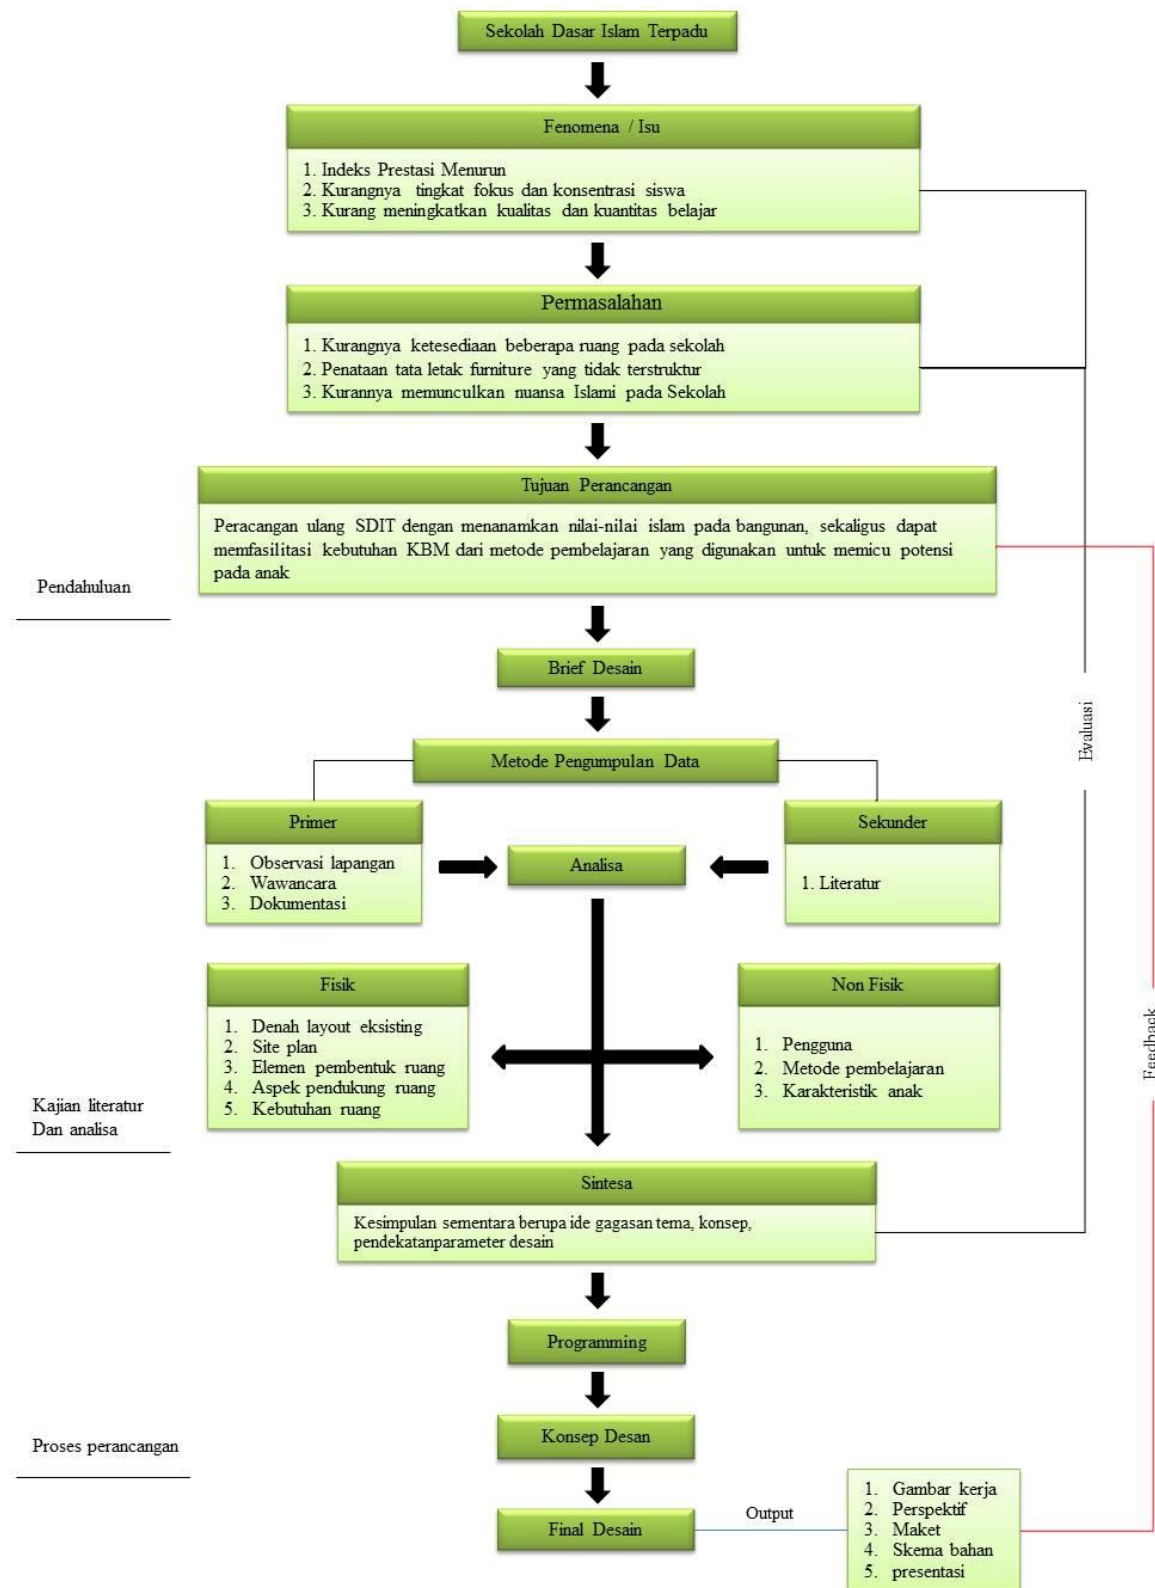 Sekolah Dasar Islam Terpadu
Fenomena / Isu
1. Indeks Prestasi Menurun
2. Kurangnya tingkat fokus dan konsentrasi siswa
3. Kurang meningkatkan kualitas dan kuantitas belajar
Permasalahan
1. Kurangnya ketesediaan beberapa ruang pada sekolah
2. Penataan tata letak furniture yang tidak terstruktur
3. Kurannya memunculkan nuansa Islami pada Sekolah
Tujuan Perancangan
Peracangan ulang SDIT dengan menanamkan nilai-nilai islam pada bangunan, sekaligus dapat
memfasilitasi kebutuhan KBM dari metode pembelajaran yang digunakan untuk memicu potensi
pada anak
Pendahuluan
Brief Desain
Evaluasi
Metode Pengumpulan Data
Primer
1. Observasi lapangan
2. Wawancara
3. Dokumentasi
Analisa
Sekunder
1. Literatur
Fisik
1. Denah layout eksisting
2. Site plan
3. Elemen pembentuk ruang
4. Aspek pendukung ruang
5. Kebutuhan ruang
Non Fisik
1. Pengguna
2. Metode pembelajaran
3. Karakteristik anak
Feedback
Kajian literatur
Dan analisa
Sintesa
Kesimpulan sementara berupa ide gagasan tema, konsep,
pendekatanparameter desain
Programming
Konsep Desan
Proses perancangan
Final Desain
Output
1. Gambar kerja
2. Perspektif
3. Maket
4. Skema bahan
5. presentasi